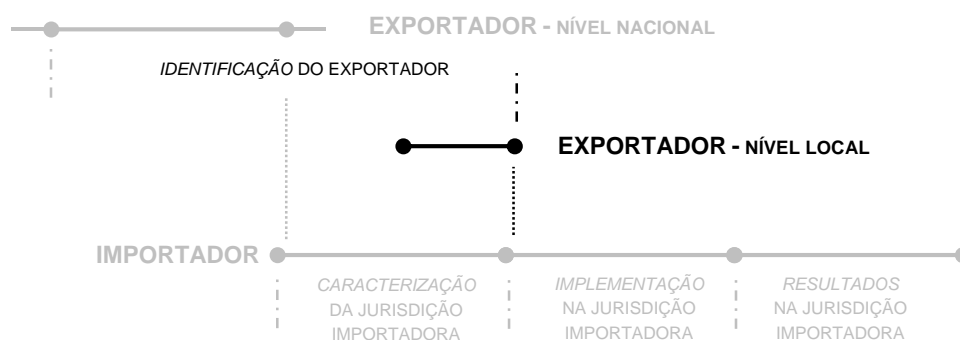 EXPORTADOR - NÍVEL NACIONAL
IDENTIFICAÇÃO DO EXPORTADOR
EXPORTADOR - NÍVEL LOCAL
IMPORTADOR
CARACTERIZAÇÃO
DA JURISDIÇÃO
IMPORTADORA
IMPLEMENTAÇÃO
NA JURISDIÇÃO
IMPORTADORA
RESULTADOS
NA JURISDIÇÃO
IMPORTADORA